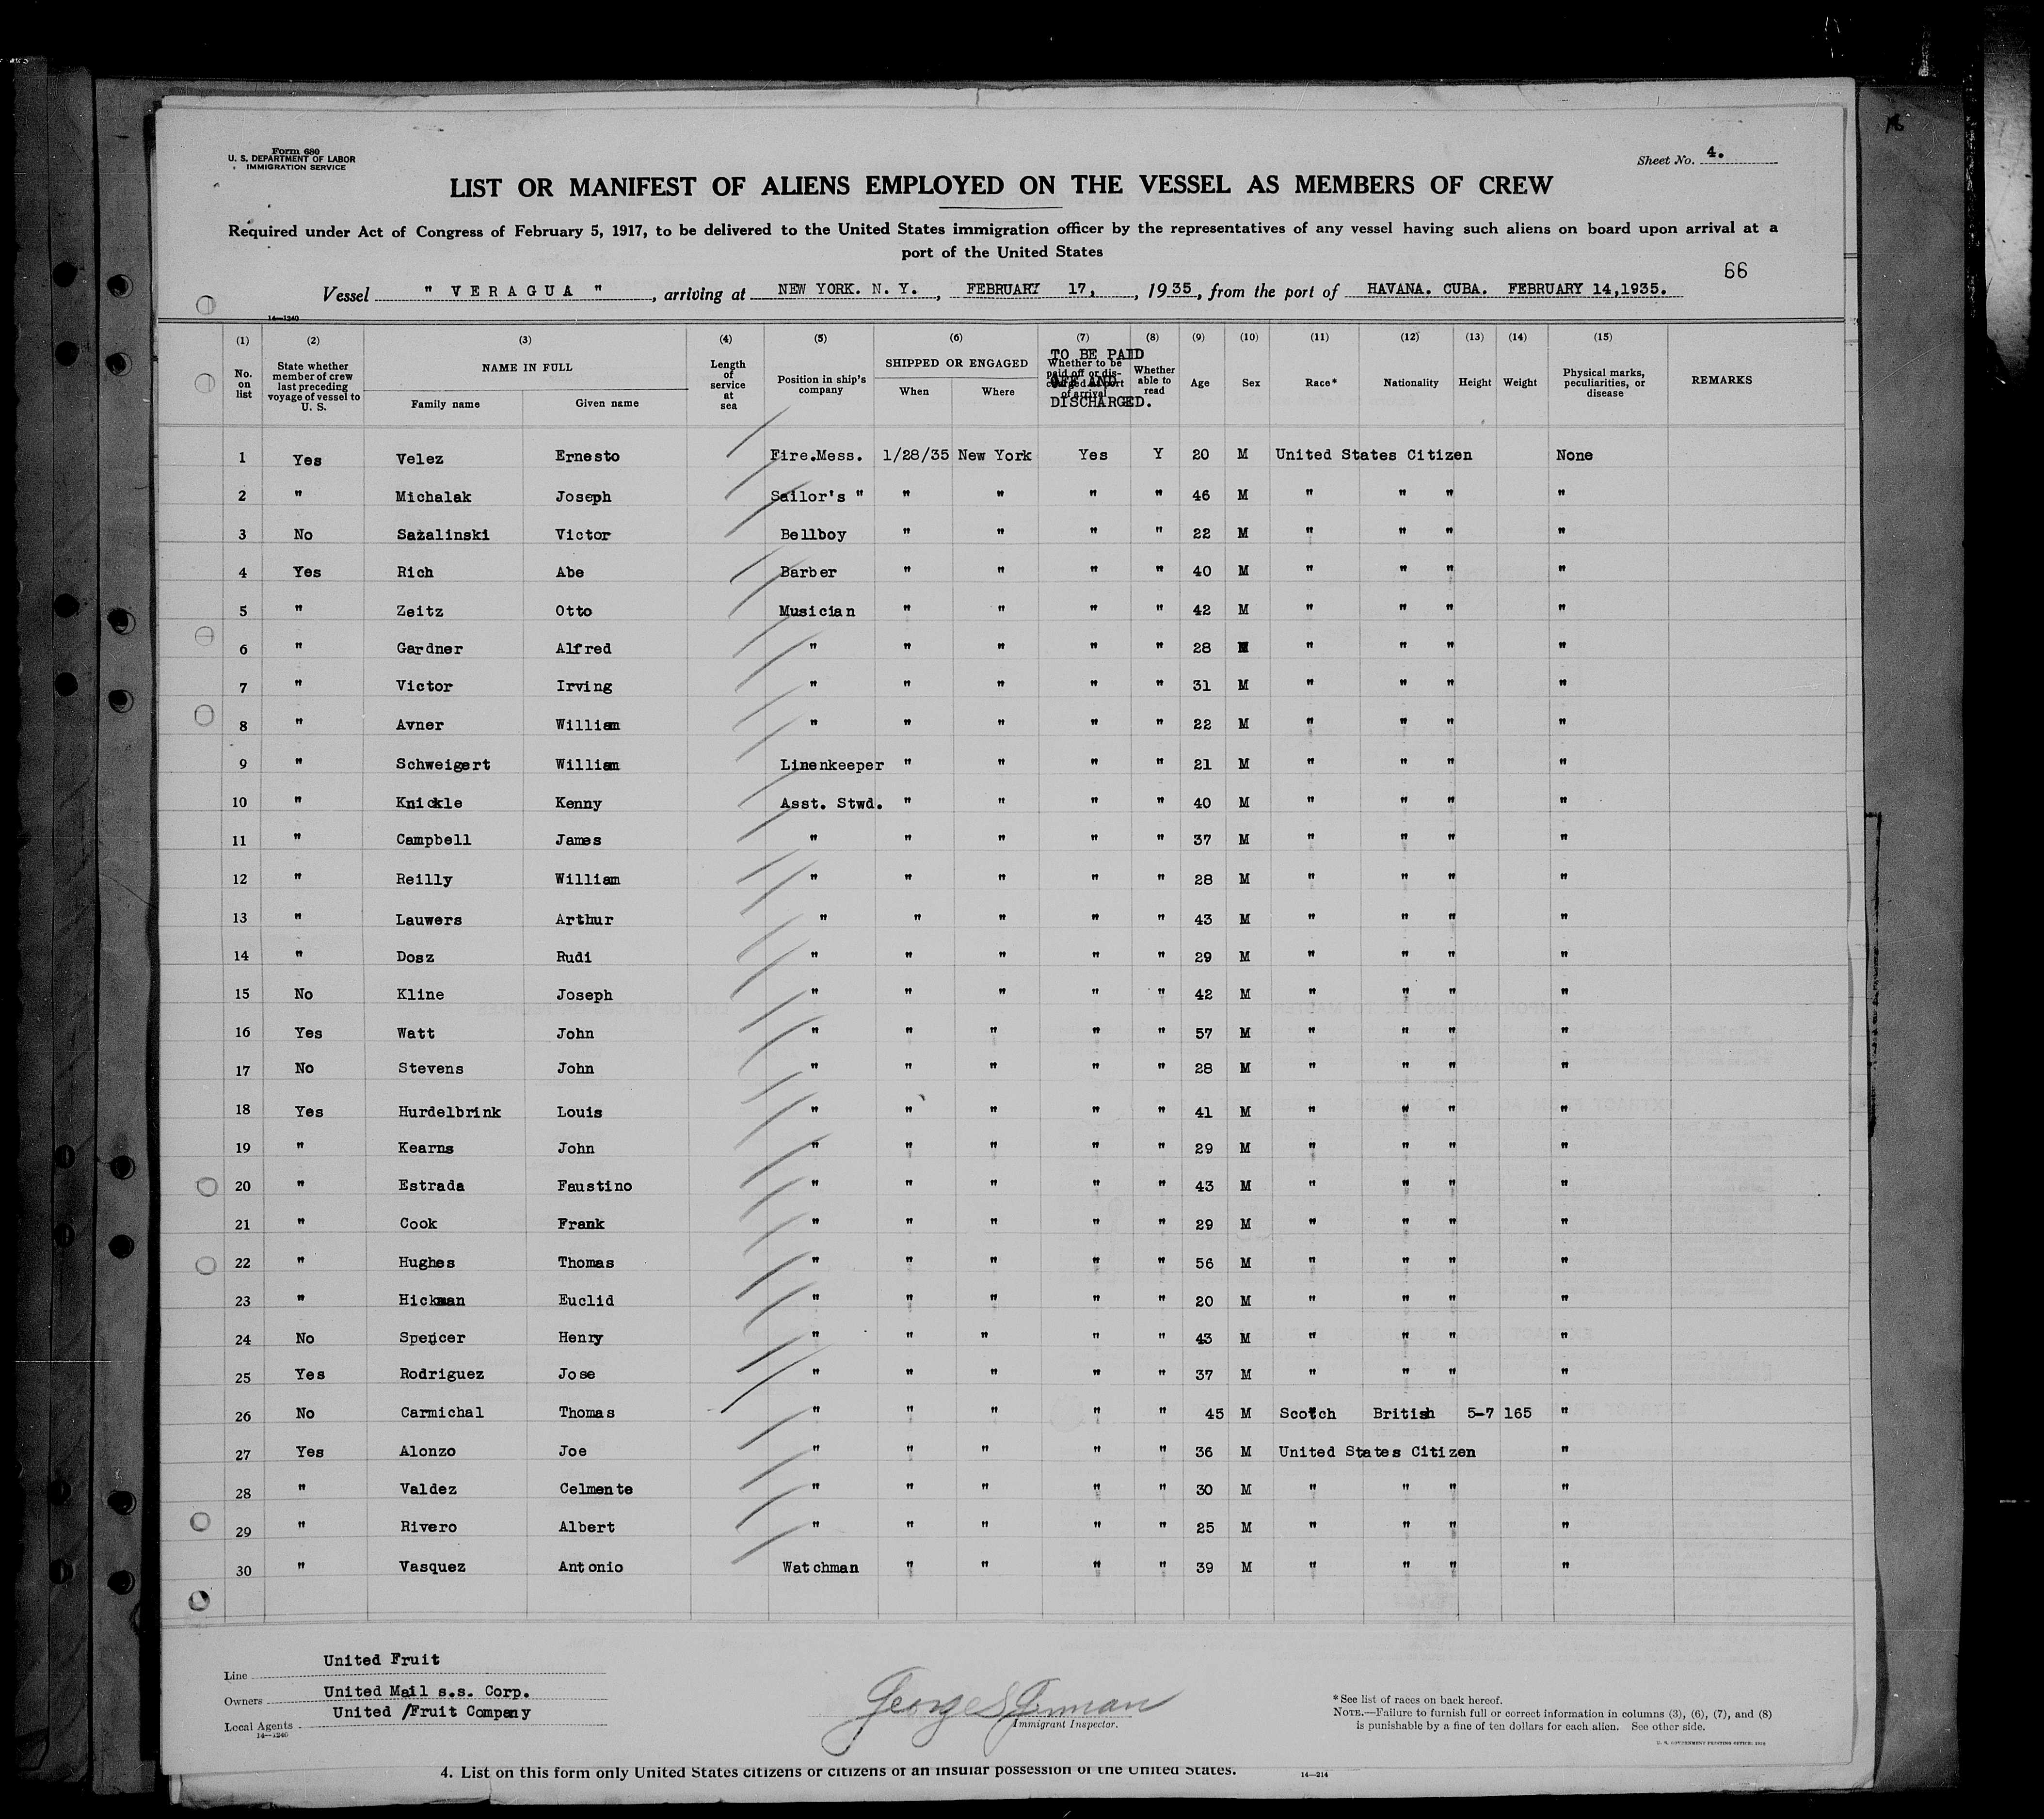 Form 680
U. S. DEPARTMENT OF LABOR
IMMIGRATION SERVICE
Sheet No. 4.
LIST OR MANIFEST OF ALIENS EMPLOYED ON THE VESSEL AS MEMBERS OF CREW
Required under Act of Congress of February 5, 1917, to be delivered to the United States immigration officer by the representatives of any vessel having such aliens on board upon arrival at a
port of the United States
66
Vessel " VERAGUA ", arriving at NEW YORK. N. Y., FEBRUARY 17, , 1935, from the port of HAVANA. CUBA. FEBRUARY 14,1935.
14—1240
(1) (2) (3) (4) (5) (6) (7) (8) (9) (10) (11) (12) (13) (14) (15)
No. on list
State whether member of crew last preceding voyage of vessel to U. S.
NAME IN FULL
Family name Given name
Length of service at sea
Position in ship's company
SHIPPED OR ENGAGED
When Where
Whether to be paid off or discharged at port of arrival
TO BE PAID OFF AND DISCHARGED.
Whether able to read
Age Sex Race* Nationality Height Weight
Physical marks, peculiarities, or disease
REMARKS
1 Yes Velez Ernesto Fire.Mess. 1/28/35 New York Yes Y 20 M United States Citizen None
2 " Michalak Joseph Sailor's " " " " " 46 M " " " "
3 No Sazalinski Victor Bellboy " " " " 22 M " " " "
4 Yes Rich Abe Barber " " " " 40 M " " " "
5 " Zeitz Otto Musician " " " " 42 M " " " "
6 " Gardner Alfred " " " " " 28 M " " " "
7 " Victor Irving " " " " " 31 M " " " "
8 " Avner William " " " " " 22 M " " " "
9 " Schweigert William Linenkeeper " " " " 21 M " " " "
10 " Knickle Kenny Asst. Stwd. " " " " 40 M " " " "
11 " Campbell James " " " " " 37 M " " " "
12 " Reilly William " " " " " 28 M " " " "
13 " Lauwers Arthur " " " " " 43 M " " " "
14 " Dosz Rudi " " " " " 29 M " " " "
15 No Kline Joseph " " " " " 42 M " " " "
16 Yes Watt John " " " " " 57 M " " " "
17 No Stevens John " " " " " 28 M " " " "
18 Yes Hurdelbrink Louis " " " " " 41 M " " " "
19 " Kearns John " " " " " 29 M " " " "
20 " Estrada Faustino " " " " " 43 M " " " "
21 " Cook Frank " " " " " 29 M " " " "
22 " Hughes Thomas " " " " " 56 M " " " "
23 " Hickman Euclid " " " " " 20 M " " " "
24 No Spencer Henry " " " " " 43 M " " " "
25 Yes Rodriguez Jose " " " " " 37 M " " " "
26 No Carmichal Thomas " " " " " 45 M Scotch British 5-7 165 "
27 Yes Alonzo Joe " " " " " 36 M United States Citizen "
28 " Valdez Celmente " " " " " 30 M " " " "
29 " Rivero Albert " " " " " 25 M " " " "
30 " Vasquez Antonio Watchman " " " " 39 M " " " "
Line United Fruit
Owners United Mail s.s. Corp.
Local Agents United /Fruit Company
14—1240
Immigrant Inspector.
*See list of races on back hereof.
NOTE.—Failure to furnish full or correct information in columns (3), (6), (7), and (8)
is punishable by a fine of ten dollars for each alien. See other side.
4. List on this form only United States citizens or citizens of an insular possession of the United States.
14—214